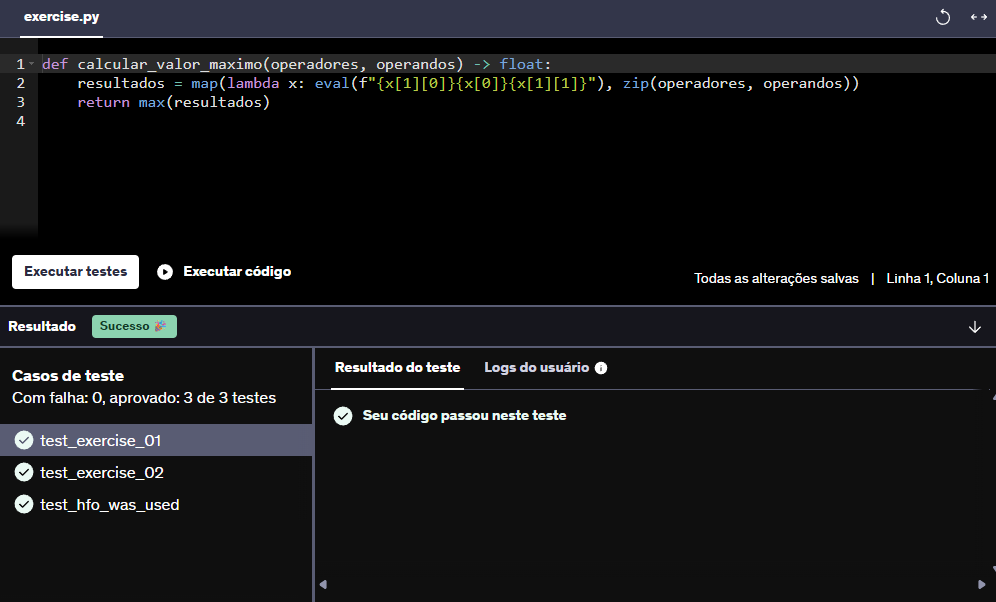 exercise.py
1 def calcular_valor_maximo(operadores, operandos) -> float:
2     resultados = map(lambda x: eval(f"{x[1][0]}{x[0]}{x[1][1]}"), zip(operadores, operandos))
3     return max(resultados)
4
Executar testes Executar código
Todas as alterações salvas | Linha 1, Coluna 1
Resultado Sucesso 🎉
Casos de teste
Com falha: 0, aprovado: 3 de 3 testes
test_exercise_01
test_exercise_02
test_hfo_was_used
Resultado do teste Logs do usuário i
Seu código passou neste teste